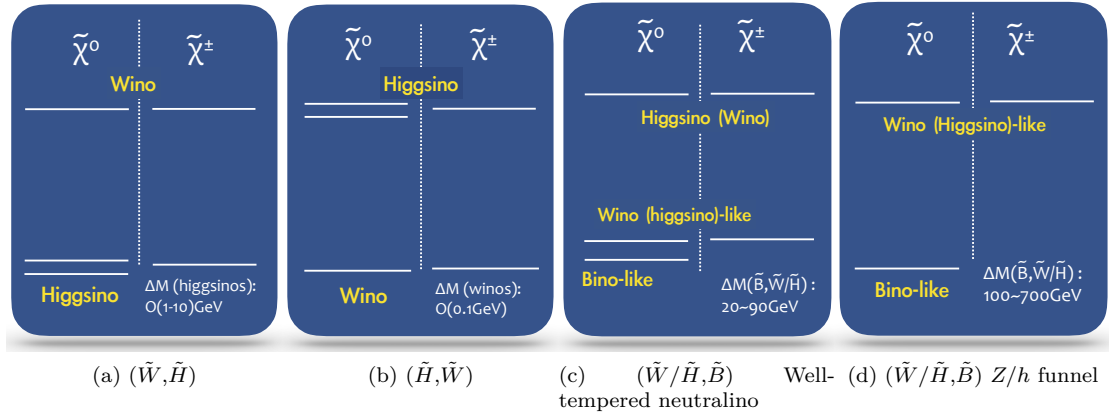 χ̃⁰ χ̃±
Wino
Higgsino
ΔM (higgsinos):
O(1-10)GeV
(a) (W̃,H̃)
χ̃⁰ χ̃±
Higgsino
Wino
ΔM (winos):
O(0.1GeV)
(b) (H̃,W̃)
χ̃⁰ χ̃±
Higgsino (Wino)
Wino (higgsino)-like
Bino-like
ΔM(B̃,W̃/H̃) :
20~90GeV
(c) (W̃/H̃,B̃) Well-
tempered neutralino
χ̃⁰ χ̃±
Wino (Higgsino)-like
Bino-like
ΔM(B̃,W̃/H̃) :
100~700GeV
(d) (W̃/H̃,B̃) Z/h funnel